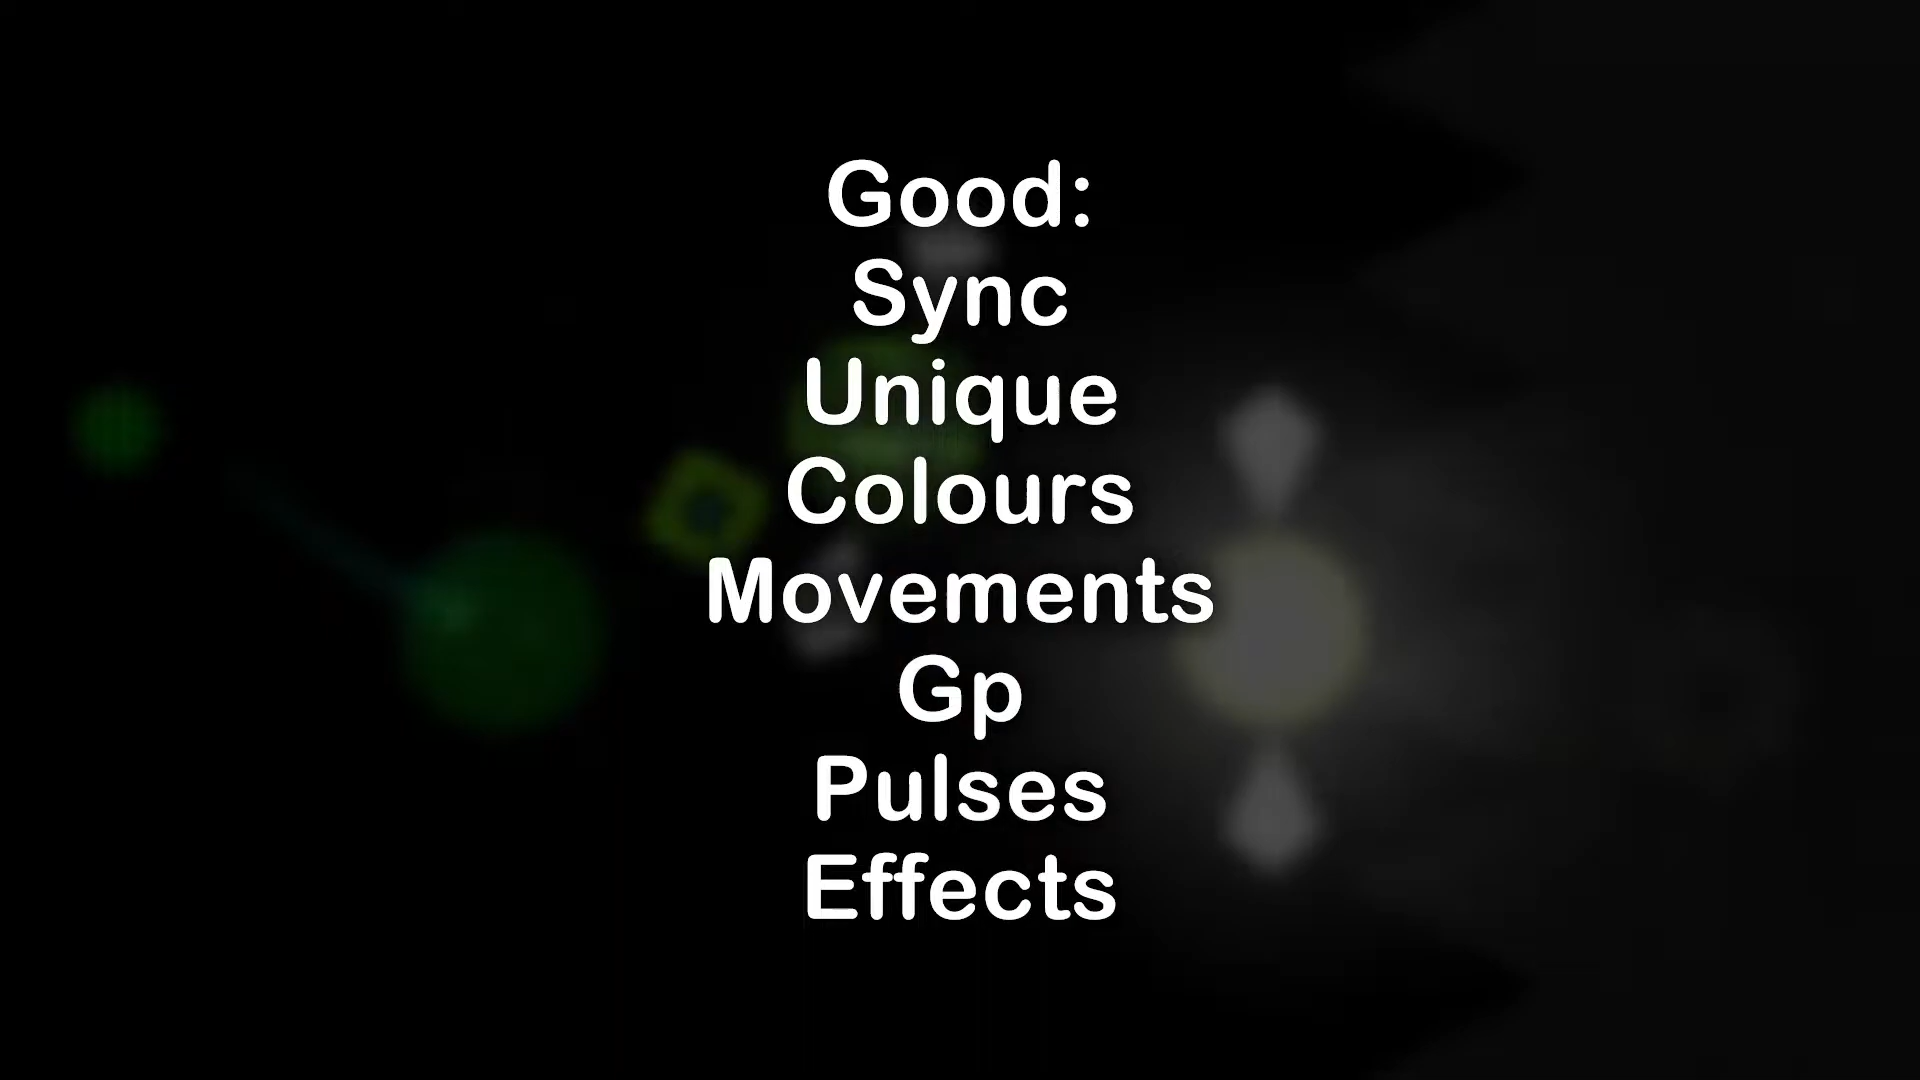 Good:
Sync
Unique
Colours
Movements
Gp
Pulses
Effects